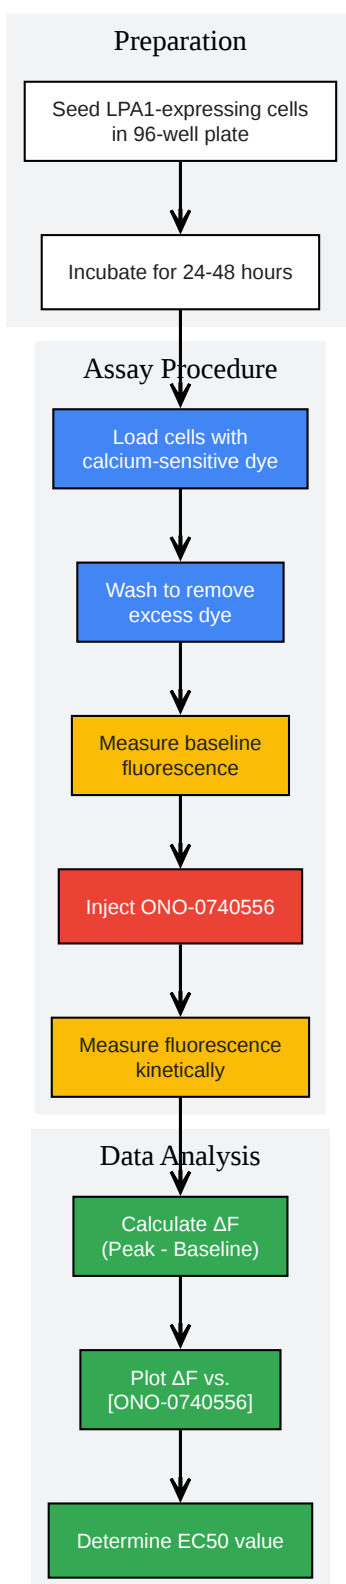 Preparation
Seed LPA1-expressing cells
in 96-well plate
Incubate for 24-48 hours
Assay Procedure
Load cells with
calcium-sensitive dye
Wash to remove
excess dye
Measure baseline
fluorescence
Inject ONO-0740556
Measure fluorescence
kinetically
Data Analysis
Calculate ΔF
(Peak - Baseline)
Plot ΔF vs.
[ONO-0740556]
Determine EC50 value